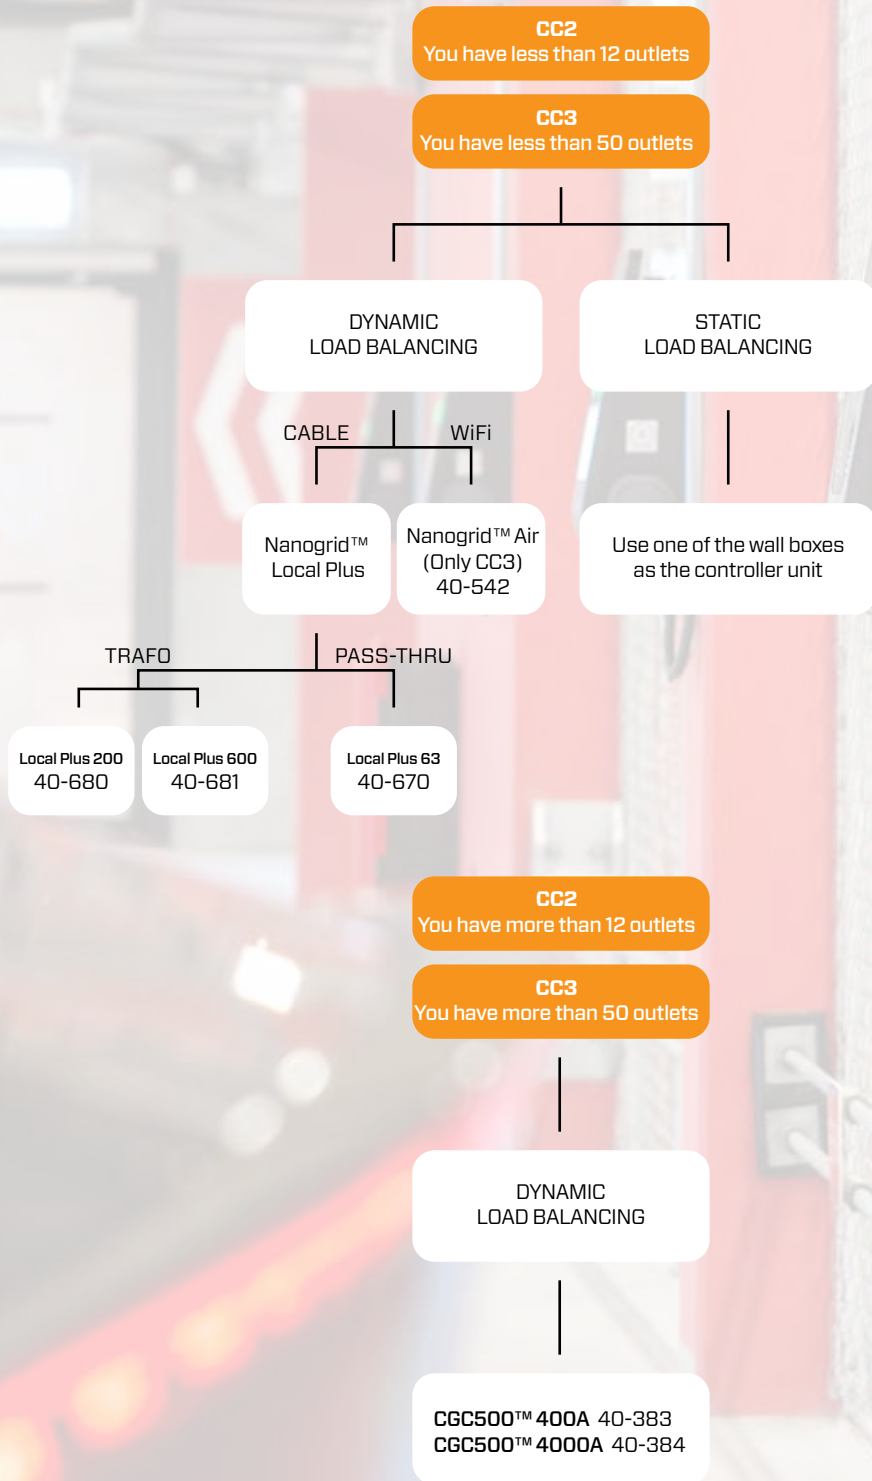 CC2
You have less than 12 outlets
CC3
You have less than 50 outlets
DYNAMIC
LOAD BALANCING
STATIC
LOAD BALANCING
CABLE
WiFi
Nanogrid™
Local Plus
Nanogrid™ Air
(Only CC3)
40-542
Use one of the wall boxes
as the controller unit
TRAFO
PASS-THRU
Local Plus 200
40-680
Local Plus 600
40-681
Local Plus 63
40-670
CC2
You have more than 12 outlets
CC3
You have more than 50 outlets
DYNAMIC
LOAD BALANCING
CGC500™ 400A 40-383
CGC500™ 4000A 40-384